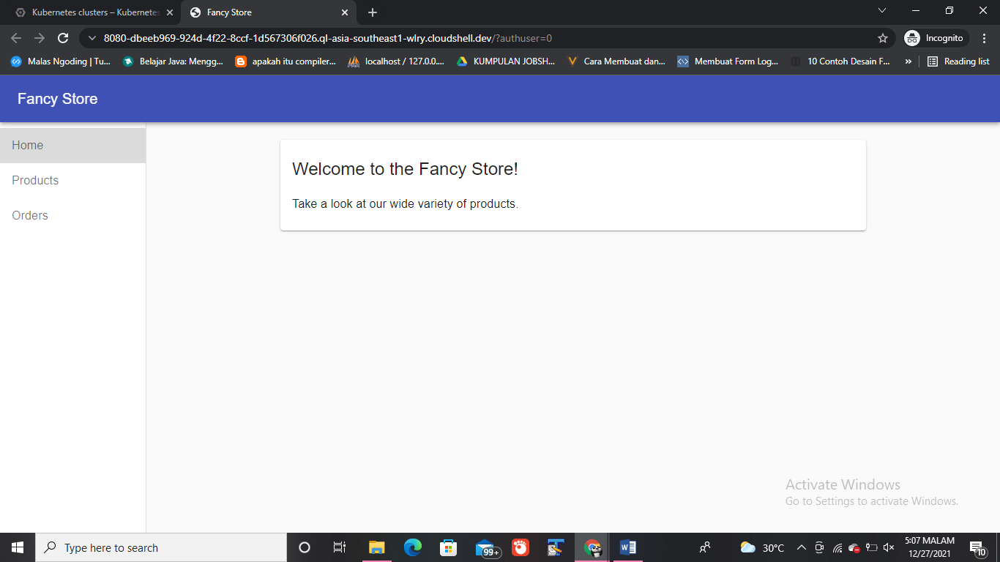 Kubernetes clusters – Kubernetes
Fancy Store
8080-dbeeb969-924d-4f22-8ccf-1d567306f026.ql-asia-southeast1-wlry.cloudshell.dev/?authuser=0
Incognito
Malas Ngoding | Tu...
Belajar Java: Mengg...
apakah itu compiler...
localhost / 127.0.0....
KUMPULAN JOBSH...
Cara Membuat dan...
Membuat Form Log...
10 Contoh Desain F...
»
Reading list
Fancy Store
Home
Products
Orders
Welcome to the Fancy Store!
Take a look at our wide variety of products.
Activate Windows
Go to Settings to activate Windows.
Type here to search
99+
30°C
5:07 MALAM
12/27/2021
10